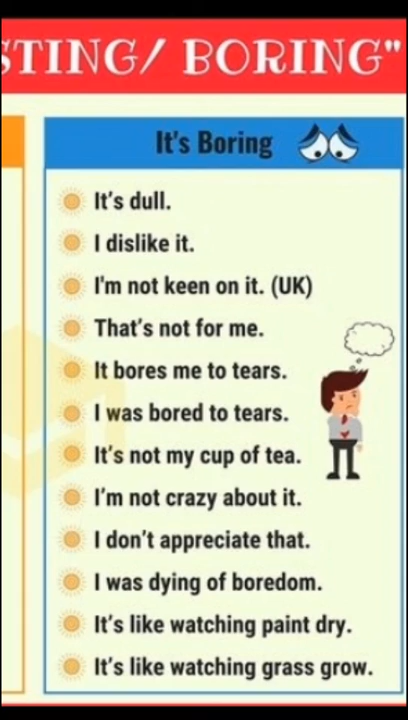 STING/ BORING"
It's Boring
It's dull.
I dislike it.
I'm not keen on it. (UK)
That's not for me.
It bores me to tears.
I was bored to tears.
It's not my cup of tea.
I'm not crazy about it.
I don't appreciate that.
I was dying of boredom.
It's like watching paint dry.
It's like watching grass grow.